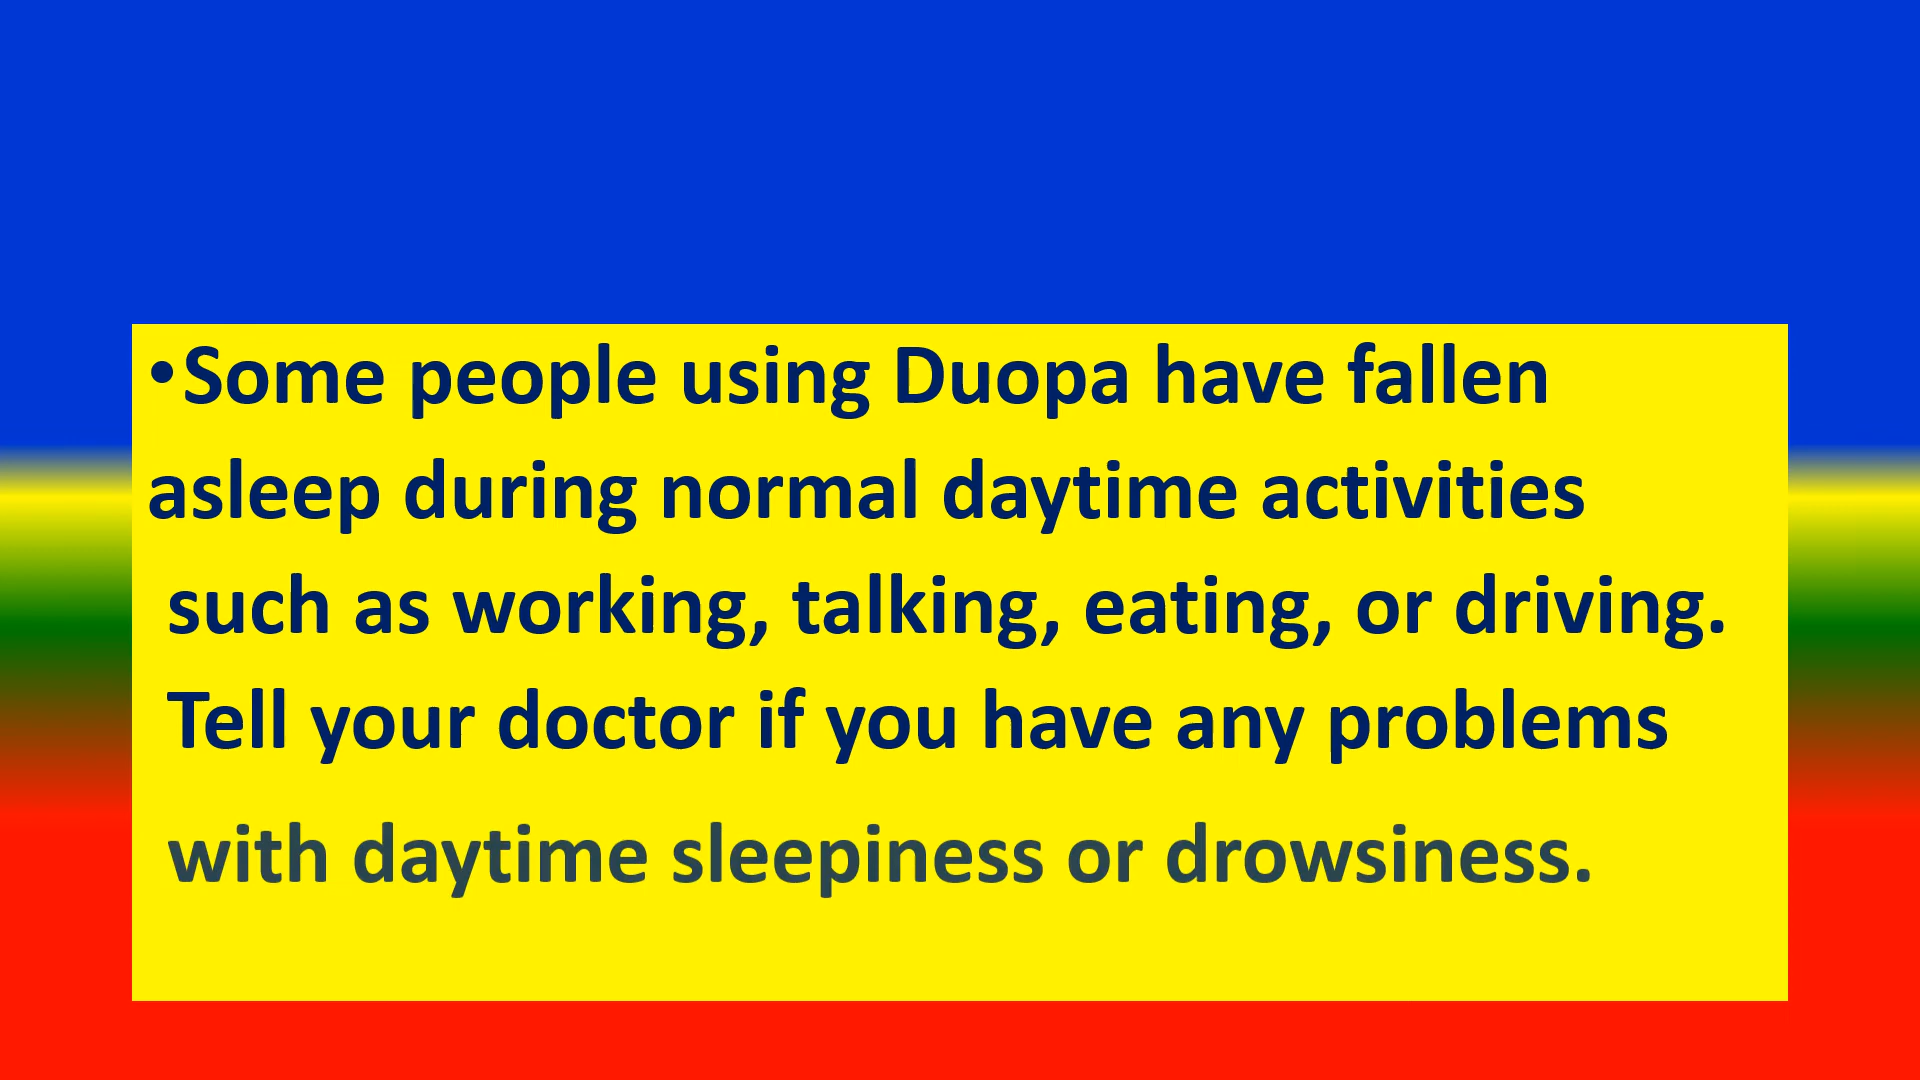 •Some people using Duopa have fallen
asleep during normal daytime activities
such as working, talking, eating, or driving.
Tell your doctor if you have any problems
with daytime sleepiness or drowsiness.